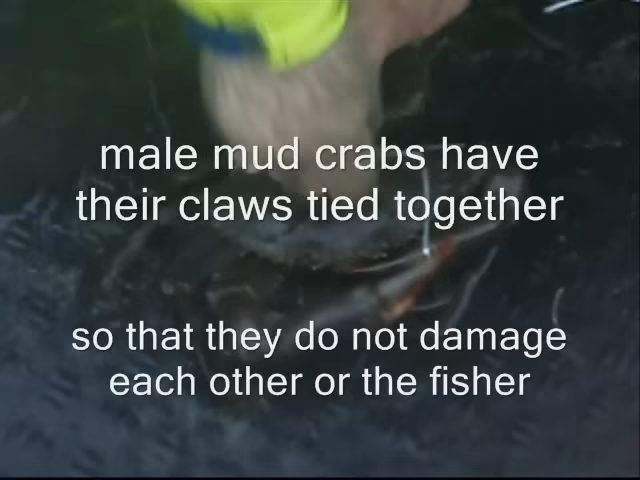 male mud crabs have
their claws tied together
so that they do not damage
each other or the fisher